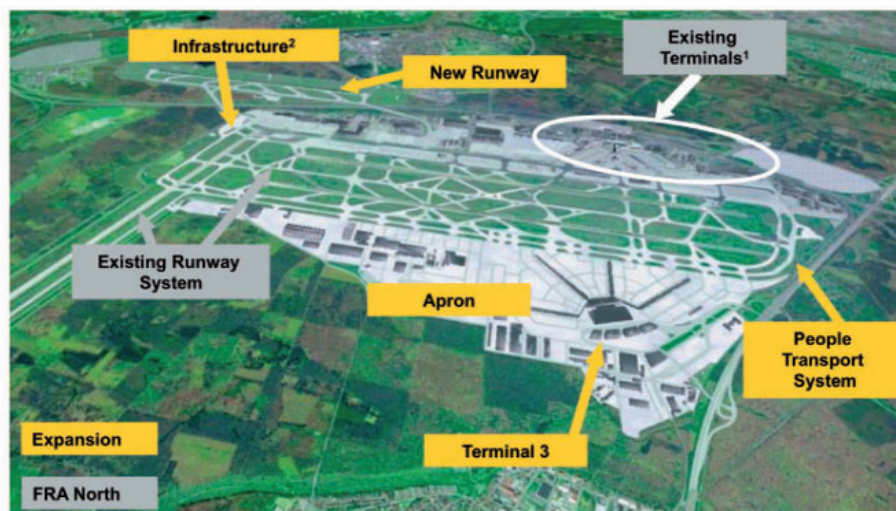 Infrastructure²
New Runway
Existing
Terminals¹
Existing Runway
System
Apron
People
Transport
System
Terminal 3
Expansion
FRA North